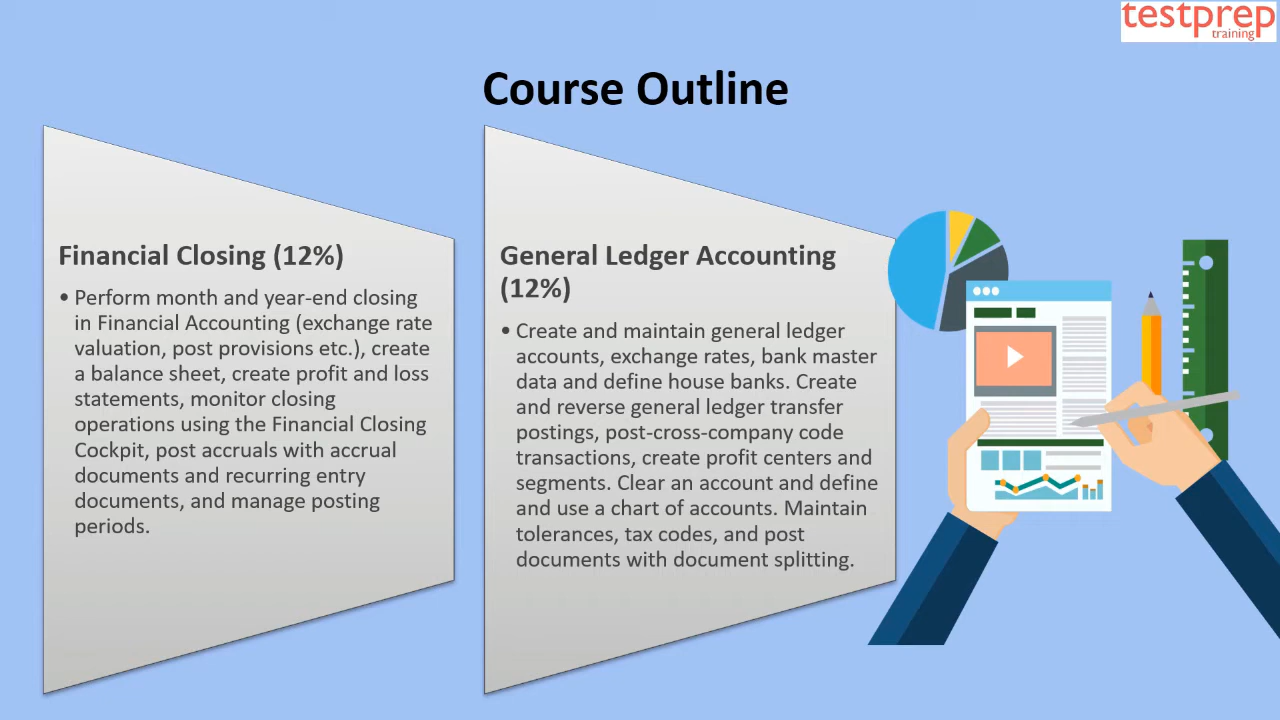 testprep
training
Course Outline
Financial Closing (12%)
• Perform month and year-end closing
in Financial Accounting (exchange rate
valuation, post provisions etc.), create
a balance sheet, create profit and loss
statements, monitor closing
operations using the Financial Closing
Cockpit, post accruals with accrual
documents and recurring entry
documents, and manage posting
periods.
General Ledger Accounting
(12%)
• Create and maintain general ledger
accounts, exchange rates, bank master
data and define house banks. Create
and reverse general ledger transfer
postings, post-cross-company code
transactions, create profit centers and
segments. Clear an account and define
and use a chart of accounts. Maintain
tolerances, tax codes, and post
documents with document splitting.